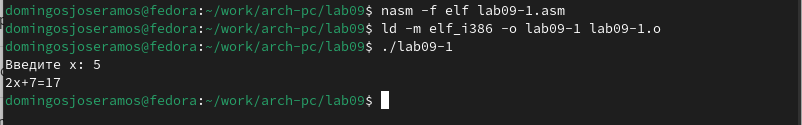 domingosjoseramos@fedora:~/work/arch-pc/lab09$ nasm -f elf lab09-1.asm
domingosjoseramos@fedora:~/work/arch-pc/lab09$ ld -m elf_i386 -o lab09-1 lab09-1.o
domingosjoseramos@fedora:~/work/arch-pc/lab09$ ./lab09-1
Введите x: 5
2x+7=17
domingosjoseramos@fedora:~/work/arch-pc/lab09$